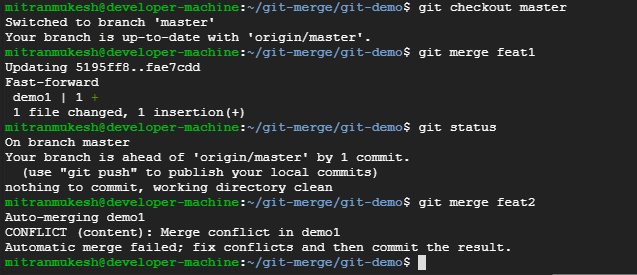 mitranmukesh@developer-machine:~/git-merge/git-demo$ git checkout master
Switched to branch 'master'
Your branch is up-to-date with 'origin/master'.
mitranmukesh@developer-machine:~/git-merge/git-demo$ git merge feat1
Updating 5195ff8..fae7cdd
Fast-forward
 demo1 | 1 +
 1 file changed, 1 insertion(+)
mitranmukesh@developer-machine:~/git-merge/git-demo$ git status
On branch master
Your branch is ahead of 'origin/master' by 1 commit.
  (use "git push" to publish your local commits)
nothing to commit, working directory clean
mitranmukesh@developer-machine:~/git-merge/git-demo$ git merge feat2
Auto-merging demo1
CONFLICT (content): Merge conflict in demo1
Automatic merge failed; fix conflicts and then commit the result.
mitranmukesh@developer-machine:~/git-merge/git-demo$